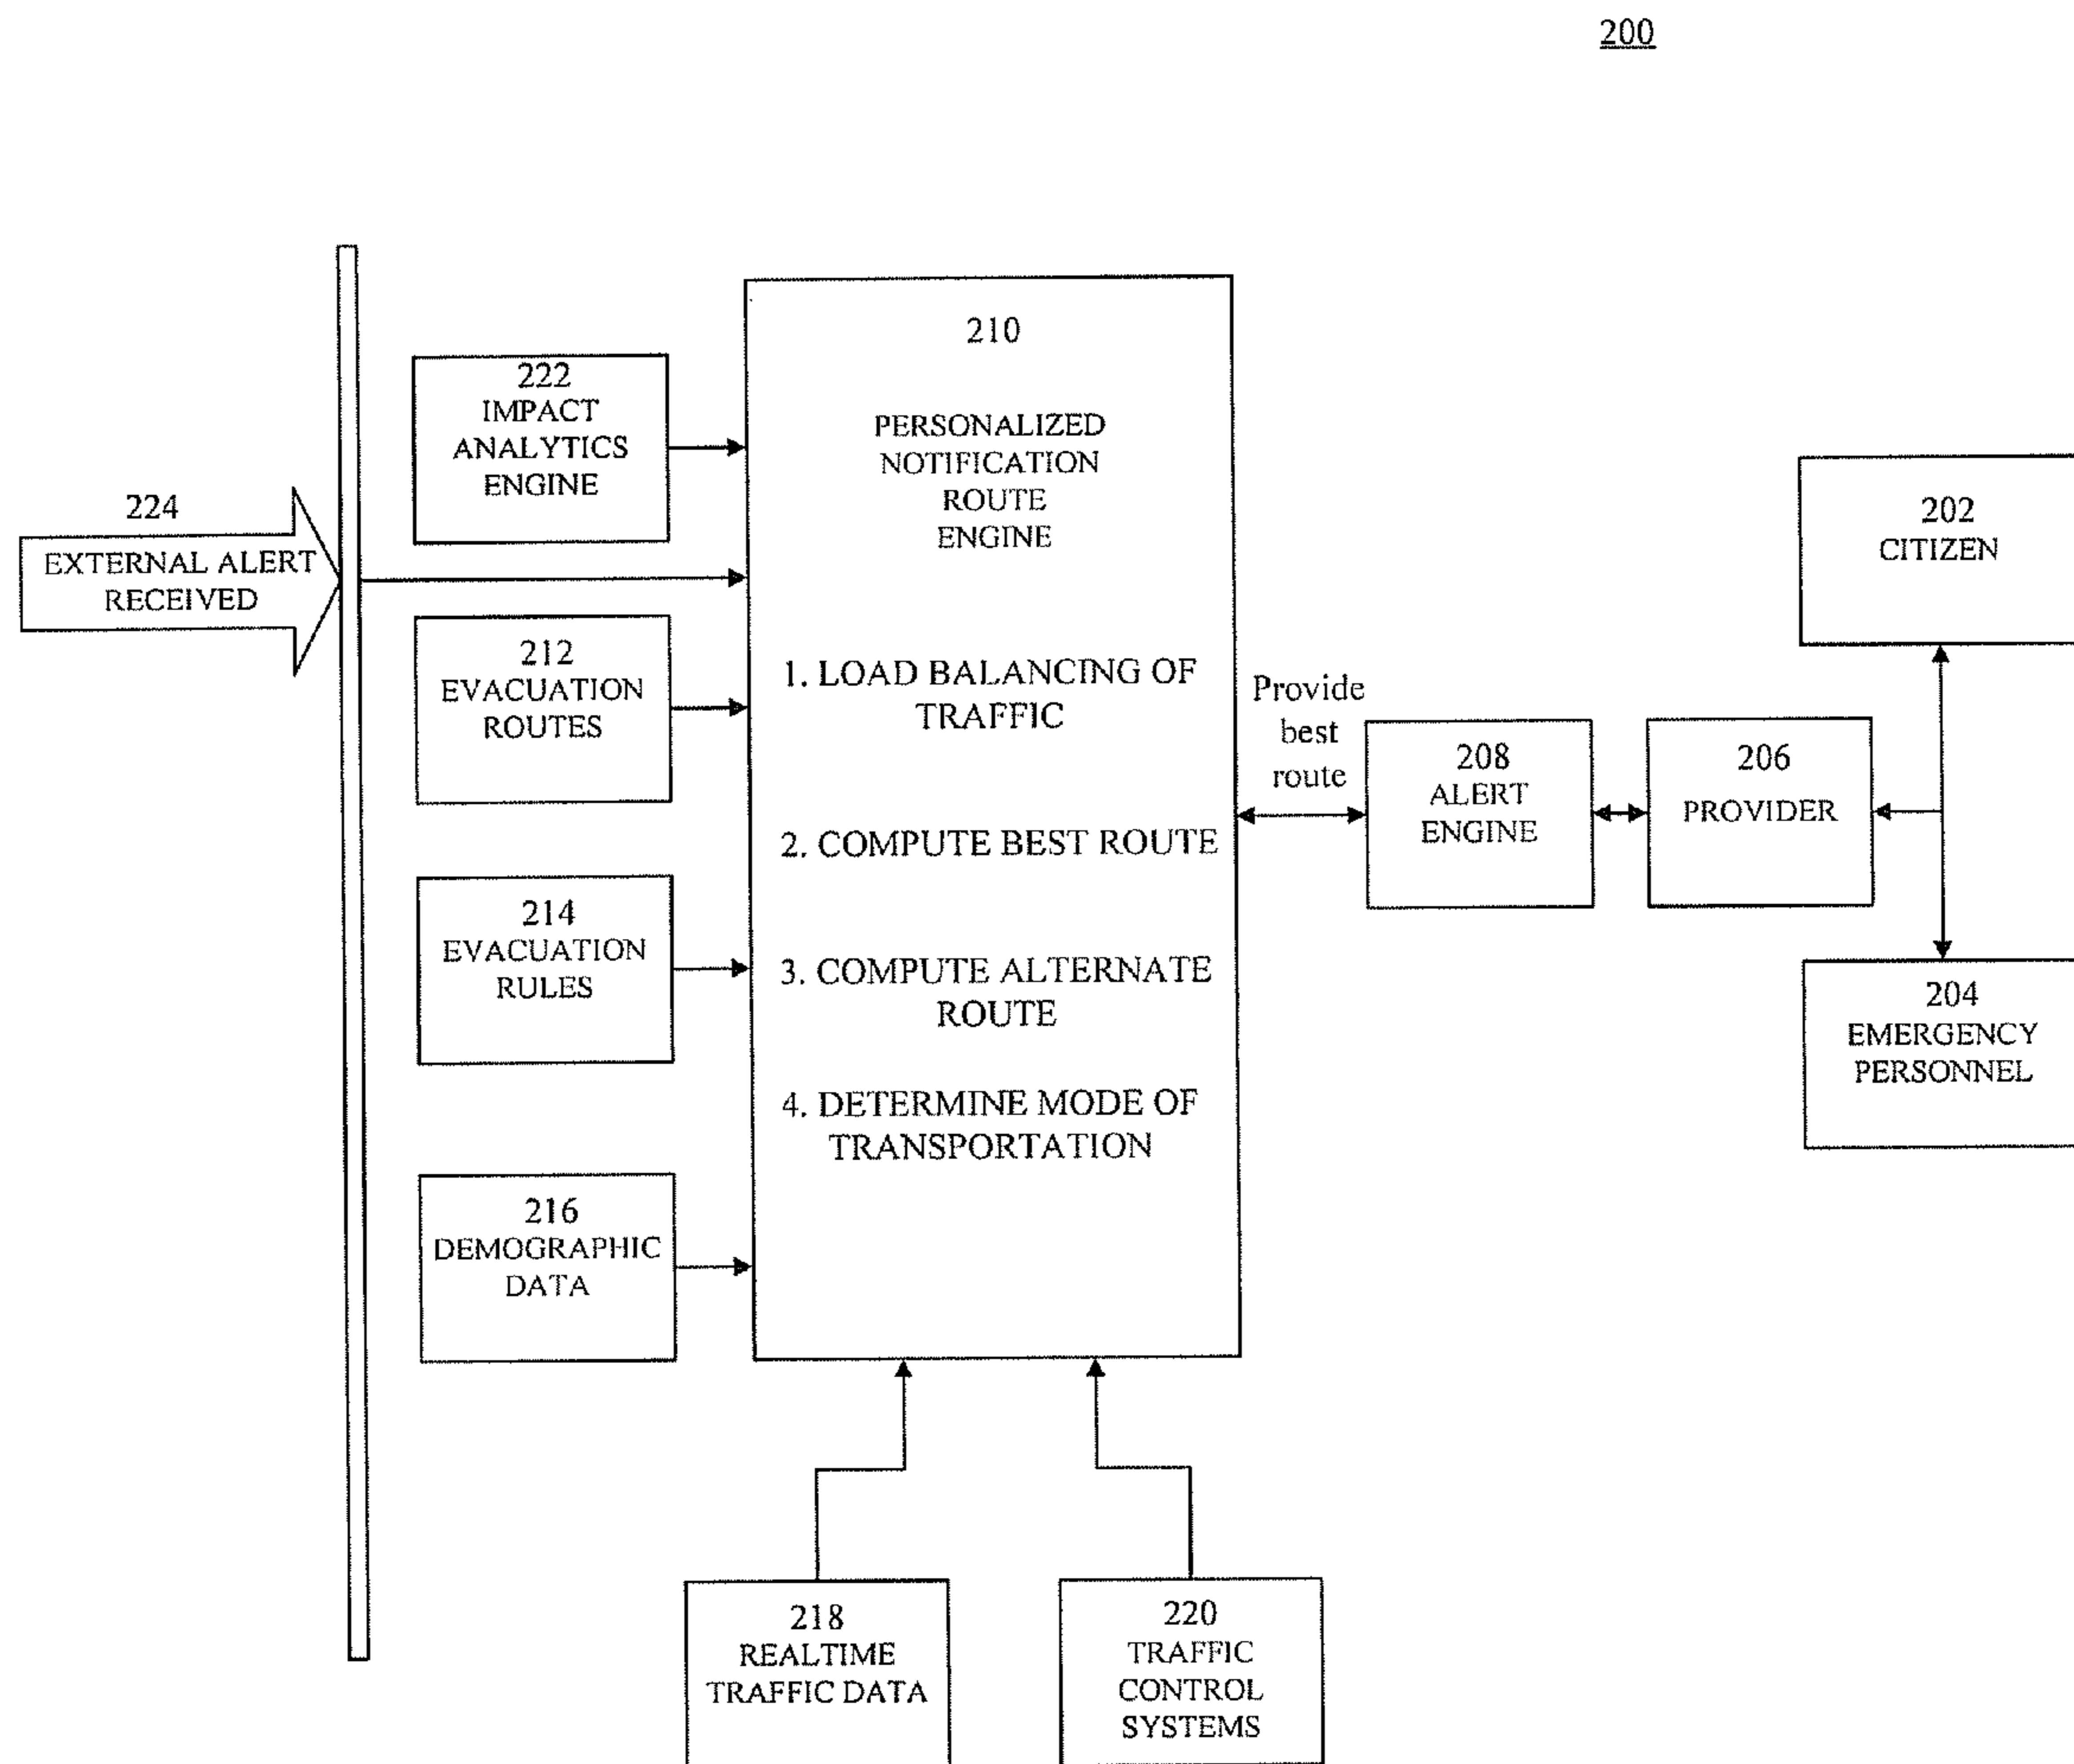 200
224
EXTERNAL ALERT
RECEIVED
222
IMPACT
ANALYTICS
ENGINE
212
EVACUATION
ROUTES
214
EVACUATION
RULES
216
DEMOGRAPHIC
DATA
210
PERSONALIZED
NOTIFICATION
ROUTE
ENGINE
1. LOAD BALANCING OF
TRAFFIC
2. COMPUTE BEST ROUTE
3. COMPUTE ALTERNATE
ROUTE
4. DETERMINE MODE OF
TRANSPORTATION
Provide
best
route
208
ALERT
ENGINE
206
PROVIDER
202
CITIZEN
204
EMERGENCY
PERSONNEL
218
REALTIME
TRAFFIC DATA
220
TRAFFIC
CONTROL
SYSTEMS